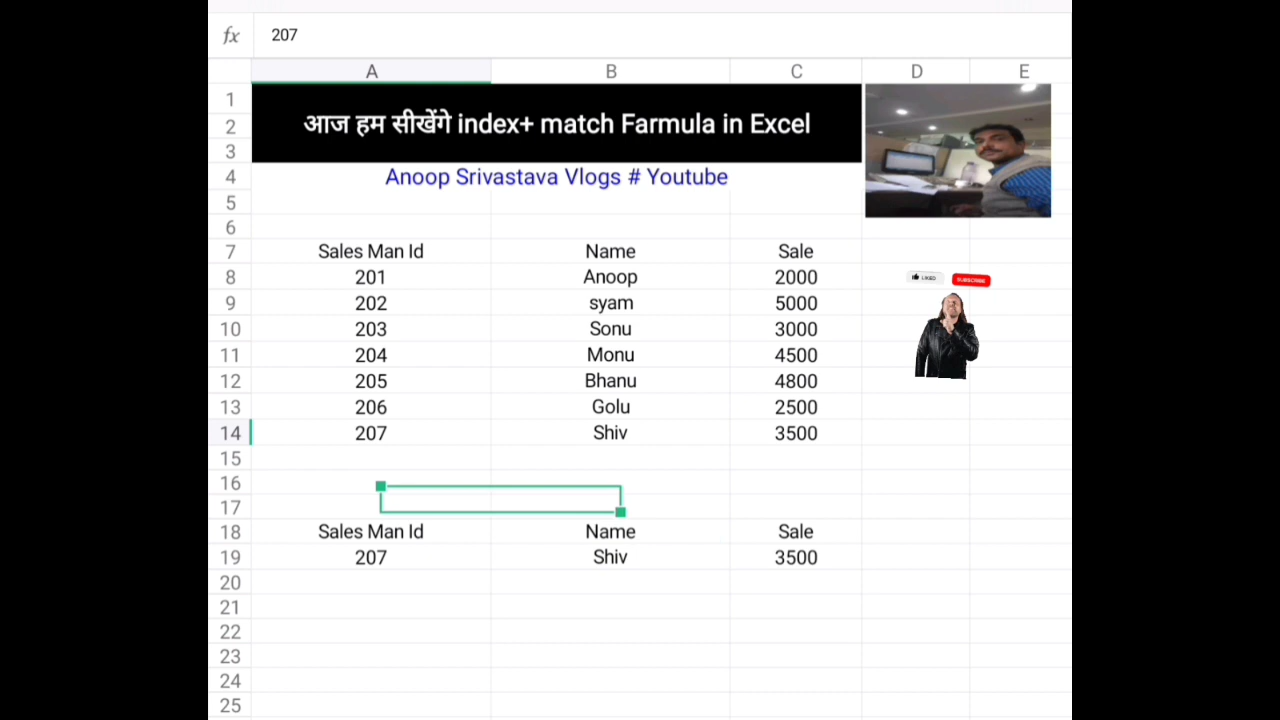 fx 207
A B C D E
1
2 आज हम सीखेंगे index+ match Farmula in Excel
3
4 Anoop Srivastava Vlogs # Youtube
5
6
7 Sales Man Id Name Sale
8 201 Anoop 2000 LIKED SUBSCRIBE
9 202 syam 5000
10 203 Sonu 3000
11 204 Monu 4500
12 205 Bhanu 4800
13 206 Golu 2500
14 207 Shiv 3500
15
16
17
18 Sales Man Id Name Sale
19 207 Shiv 3500
20
21
22
23
24
25